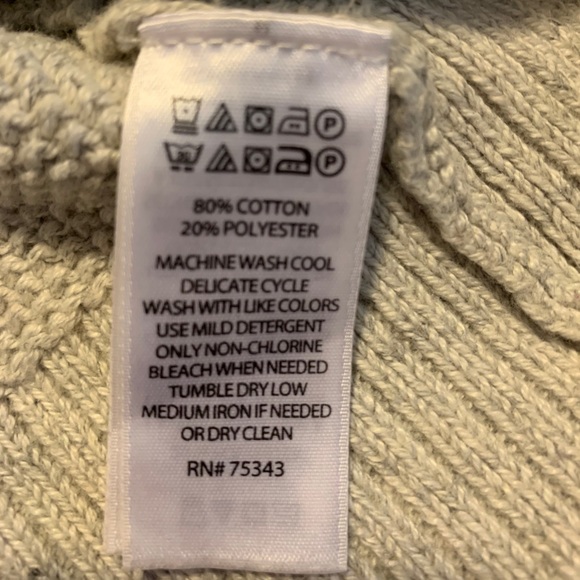 P
30 P
80% COTTON
20% POLYESTER
MACHINE WASH COOL
DELICATE CYCLE
WASH WITH LIKE COLORS
USE MILD DETERGENT
ONLY NON-CHLORINE
BLEACH WHEN NEEDED
TUMBLE DRY LOW
MEDIUM IRON IF NEEDED
OR DRY CLEAN
RN# 75343